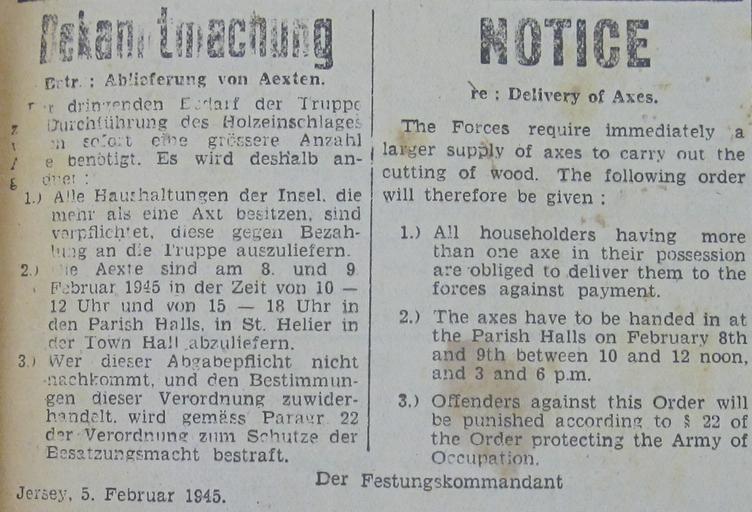 Bekanntmachung
Betr. : Ablieferung von Aexten.
dringenden Bedarf der Truppe
Durchführung des Holzeinschlages
sofort eine grössere Anzahl
benötigt. Es wird deshalb an-
1.) Alle Haushaltungen der Insel, die
mehr als eine Axt besitzen, sind
verpflichtet, diese gegen Bezah-
lung an die Truppe auszuliefern.
2.) Die Aexte sind am 8. und 9
Februar 1945 in der Zeit von 10 —
12 Uhr und von 15 — 18 Uhr in
den Parish Halls, in St. Helier in
der Town Hall abzuliefern.
3.) Wer dieser Abgabepflicht nicht
nachkommt, und den Bestimmun-
gen dieser Verordnung zuwider-
handelt, wird gemäss Paragr. 22
der Verordnung zum Schutze der
Besatzungsmacht bestraft.
NOTICE
re : Delivery of Axes.
The Forces require immediately a
larger supply of axes to carry out the
cutting of wood. The following order
will therefore be given :
1.) All householders having more
than one axe in their possession
are obliged to deliver them to the
forces against payment.
2.) The axes have to be handed in at
the Parish Halls on February 8th
and 9th between 10 and 12 noon,
and 3 and 6 p.m.
3.) Offenders against this Order will
be punished according to § 22 of
the Order protecting the Army of
Occupation.
Der Festungskommandant
Jersey, 5. Februar 1945.